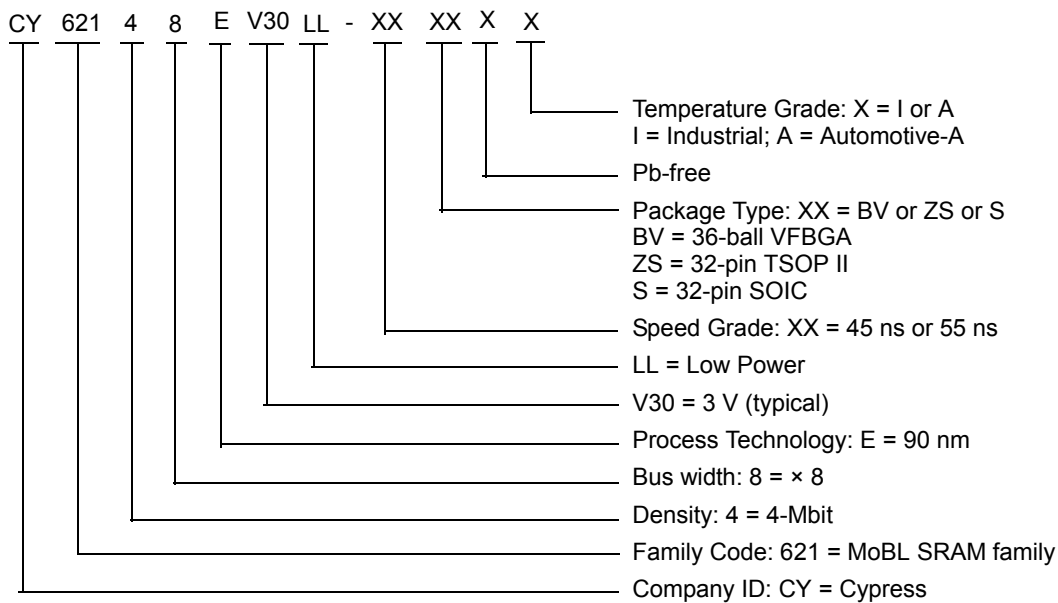 CY 621 4 8 E V30 LL - XX XX X X
Temperature Grade: X = I or A
I = Industrial; A = Automotive-A
Pb-free
Package Type: XX = BV or ZS or S
BV = 36-ball VFBGA
ZS = 32-pin TSOP II
S = 32-pin SOIC
Speed Grade: XX = 45 ns or 55 ns
LL = Low Power
V30 = 3 V (typical)
Process Technology: E = 90 nm
Bus width: 8 = × 8
Density: 4 = 4-Mbit
Family Code: 621 = MoBL SRAM family
Company ID: CY = Cypress